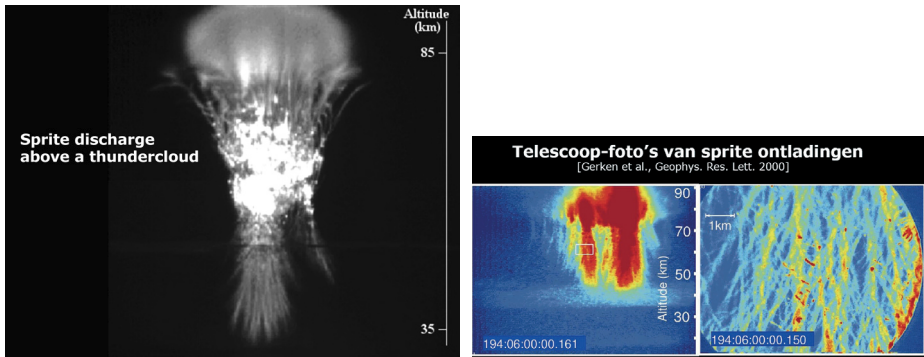 Altitude
(km)
85
Sprite discharge
above a thundercloud
35
Telescoop-foto's van sprite ontladingen
[Gerken et al., Geophys. Res. Lett. 2000]
90
70
50
30
Altitude (km)
194:06:00:00.161
1km
194:06:00:00.150